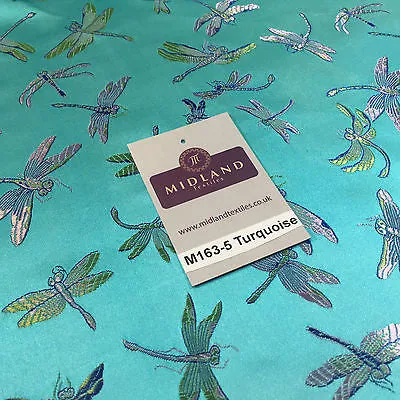 M
MIDLAND
TEXTILES
www.midlandtextiles.co.uk
M163-5 Turquoise